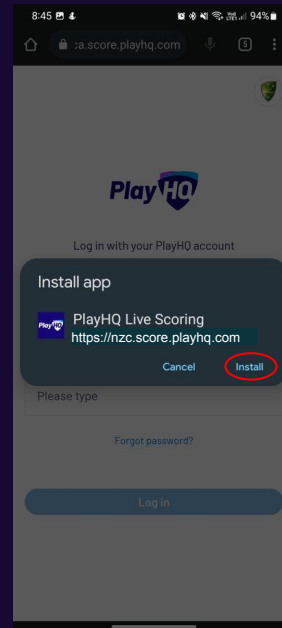 8:45
94%
:a.score.playhq.com
5
PlayHQ
Log in with your PlayHQ account
Install app
PlayHQ
PlayHQ Live Scoring
https://nzc.score.playhq.com
Cancel Install
Please type
Forgot password?
Log in